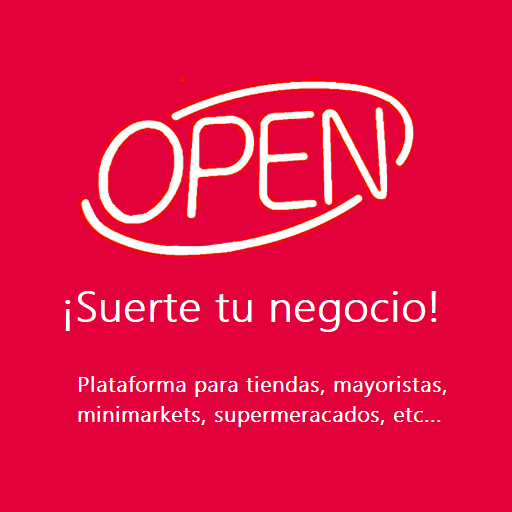 OPEN
¡Suerte tu negocio!
Plataforma para tiendas, mayoristas,
minimarkets, supermeracados, etc...